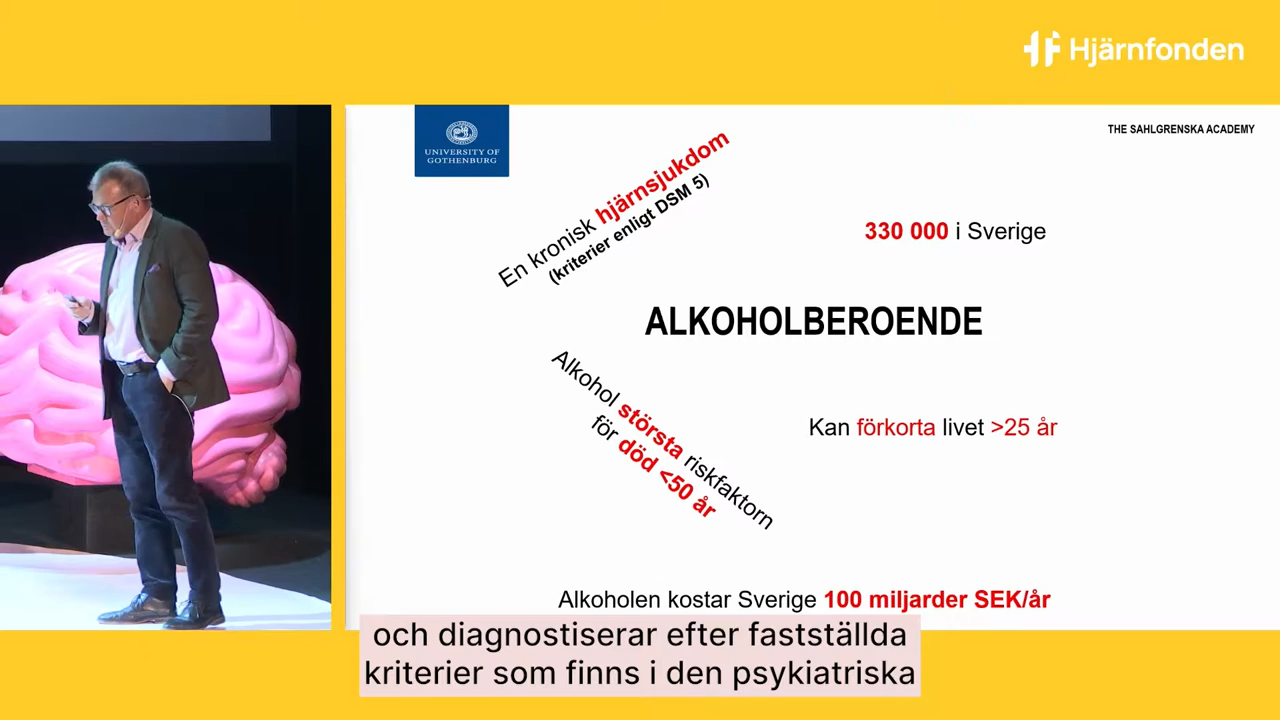 Hjärnfonden
UNIVERSITY OF
GOTHENBURG
THE SAHLGRENSKA ACADEMY
En kronisk hjärnsjukdom
(kriterier enligt DSM 5)
330 000 i Sverige
ALKOHOLBEROENDE
Alkohol största riskfaktorn
för död <50 år
Kan förkorta livet >25 år
Alkoholen kostar Sverige 100 miljarder SEK/år
och diagnostiserar efter fastställda
kriterier som finns i den psykiatriska